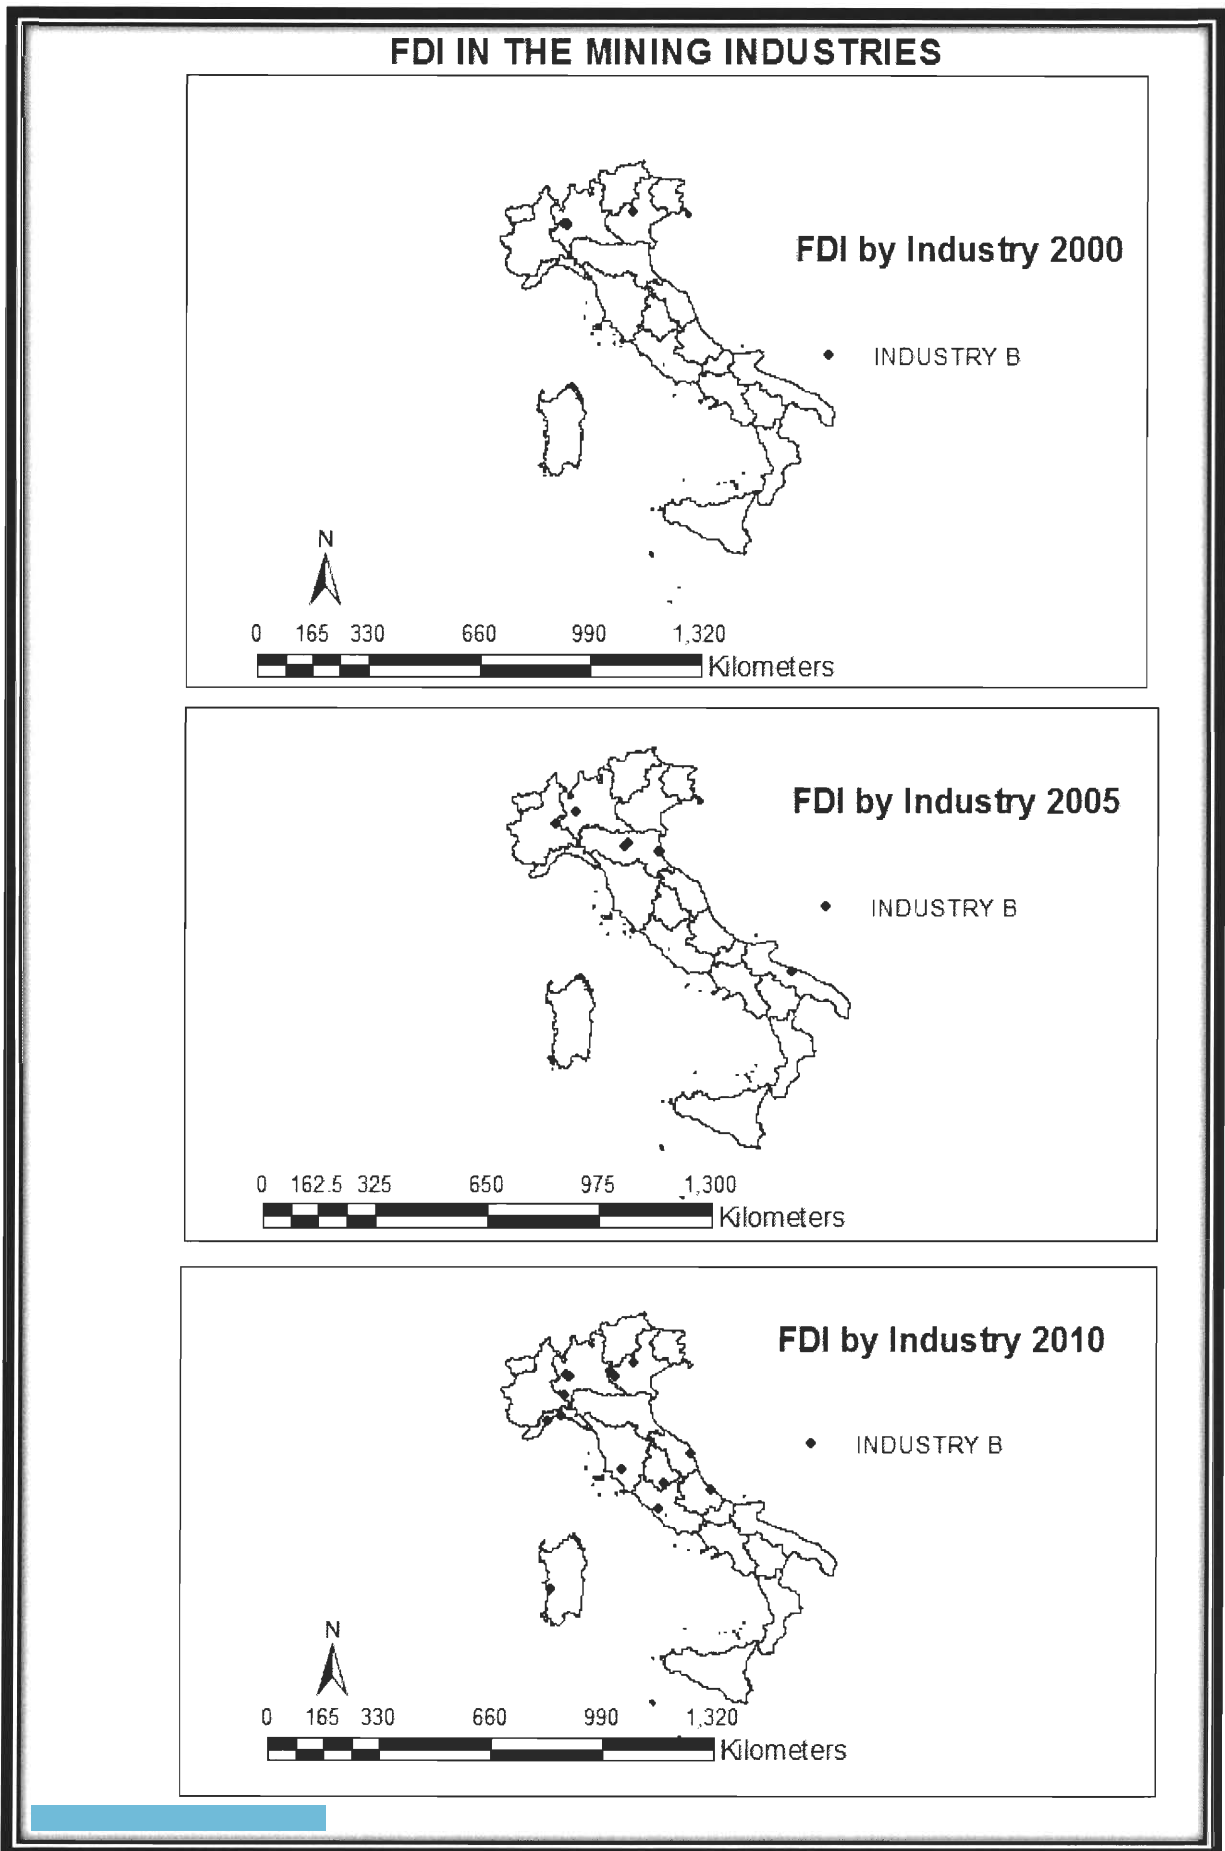 FDI IN THE MINING INDUSTRIES
FDI by Industry 2000
INDUSTRY B
N
0 165 330 660 990 1,320
Kilometers
FDI by Industry 2005
INDUSTRY B
0 162.5 325 650 975 1,300
Kilometers
FDI by Industry 2010
INDUSTRY B
N
0 165 330 660 990 1,320
Kilometers